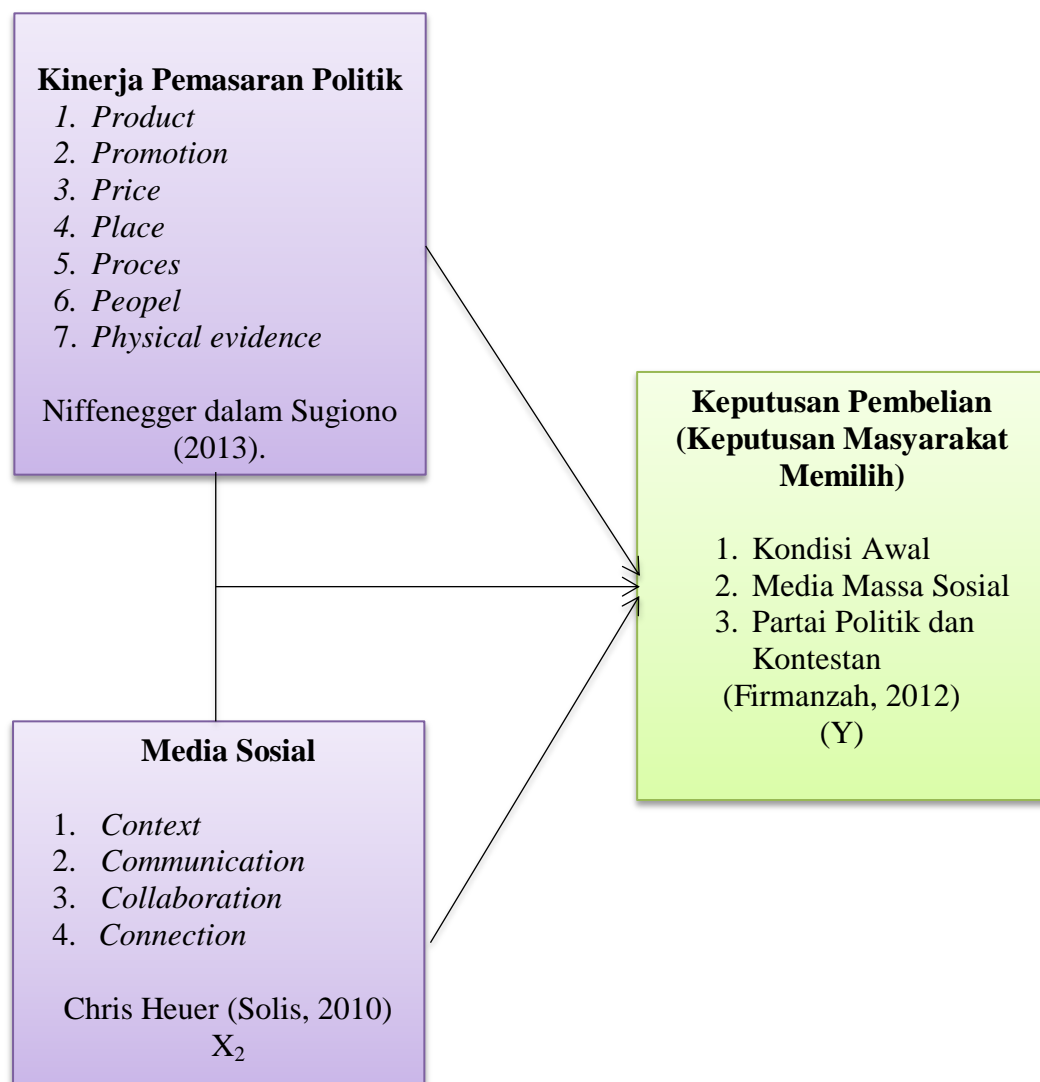 Kinerja Pemasaran Politik
1. Product
2. Promotion
3. Price
4. Place
5. Proces
6. Peopel
7. Physical evidence
Niffenegger dalam Sugiono
(2013).
Keputusan Pembelian
(Keputusan Masyarakat
Memilih)
1. Kondisi Awal
2. Media Massa Sosial
3. Partai Politik dan
Kontestan
(Firmanzah, 2012)
(Y)
Media Sosial
1. Context
2. Communication
3. Collaboration
4. Connection
Chris Heuer (Solis, 2010)
X₂